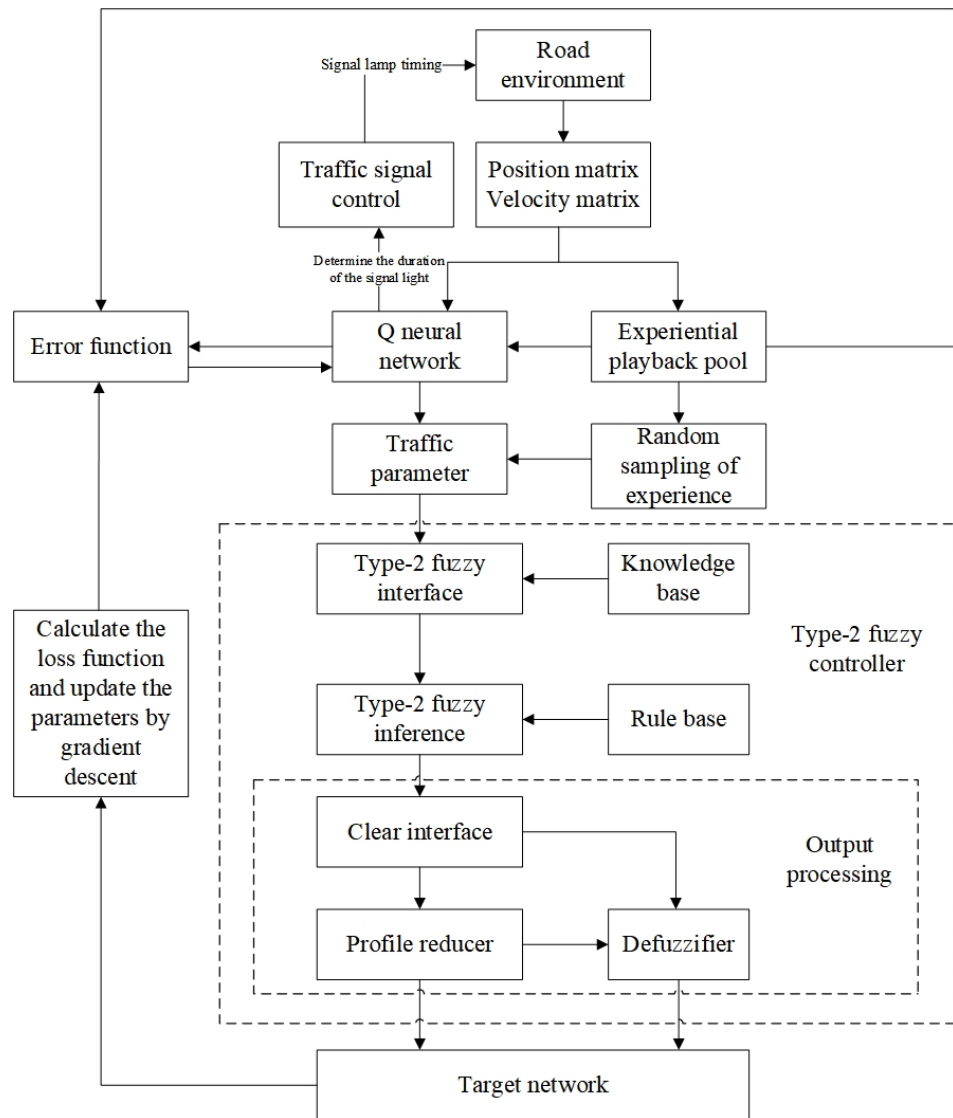 Road
environment
Signal lamp timing
Traffic signal
control
Position matrix
Velocity matrix
Determine the duration
of the signal light
Error function
Q neural
network
Experiential
playback pool
Traffic
parameter
Random
sampling of
experience
Type-2 fuzzy
interface
Knowledge
base
Calculate the
loss function
and update the
parameters by
gradient
descent
Type-2 fuzzy
controller
Type-2 fuzzy
inference
Rule base
Clear interface
Output
processing
Profile reducer
Defuzzifier
Target network